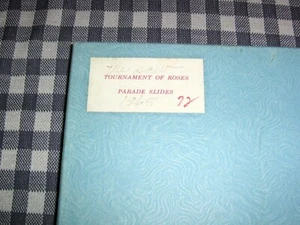 TOURNAMENT OF ROSES
PARADE SLIDES
1965 72